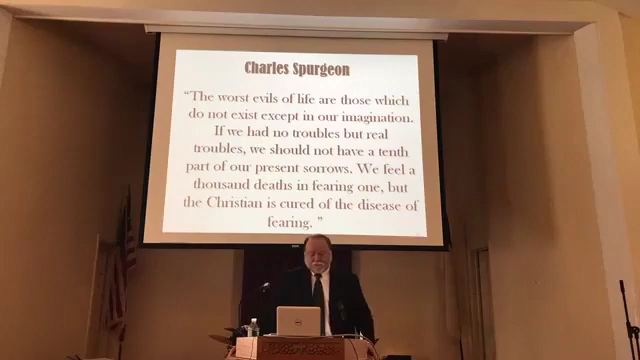 Charles Spurgeon
“The worst evils of life are those which
do not exist except in our imagination.
If we had no troubles but real
troubles, we should not have a tenth
part of our present sorrows. We feel a
thousand deaths in fearing one, but
the Christian is cured of the disease of
fearing. ”